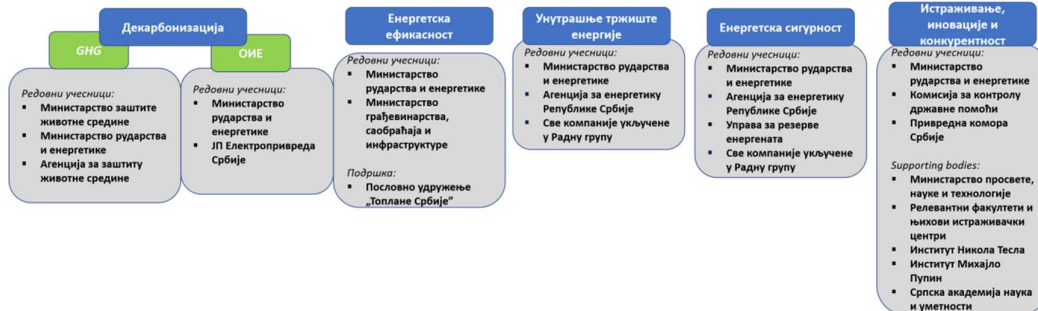 Декарбонизација
GHG
Редовни учесници:
▪ Министарство заштите
животне средине
▪ Министарство рударства
и енергетике
▪ Агенција за заштиту
животне средине
ОИЕ
Редовни учесници:
▪ Министарство
рударства и
енергетике
▪ ЈП Електропривреда
Србије
Енергетска
ефикасност
Редовни учесници:
▪ Министарство
рударства и енергетике
▪ Министарство
грађевинарства,
саобраћаја и
инфраструктуре
Подршка:
▪ Пословно удружење
„Топлане Србије”
Унутрашње тржиште
енергије
Редовни учесници:
▪ Министарство рударства
и енергетике
▪ Агенција за енергетику
Републике Србије
▪ Све компаније укључене
у Радну групу
Енергетска сигурност
Редовни учесници:
▪ Министарство рударства
и енергетике
▪ Агенција за енергетику
Републике Србије
▪ Управа за резерве
енергената
▪ Све компаније укључене
у Радну групу
Истраживање,
иновације и
конкурентност
Редовни учесници:
▪ Министарство
рударства и енергетике
▪ Комисија за контролу
државне помоћи
▪ Привредна комора
Србије
Supporting bodies:
▪ Министарство просвете,
науке и технологије
▪ Релевантни факултети и
њихови истраживачки
центри
▪ Институт Никола Тесла
▪ Институт Михајло
Пупин
▪ Српска академија наука
и уметности